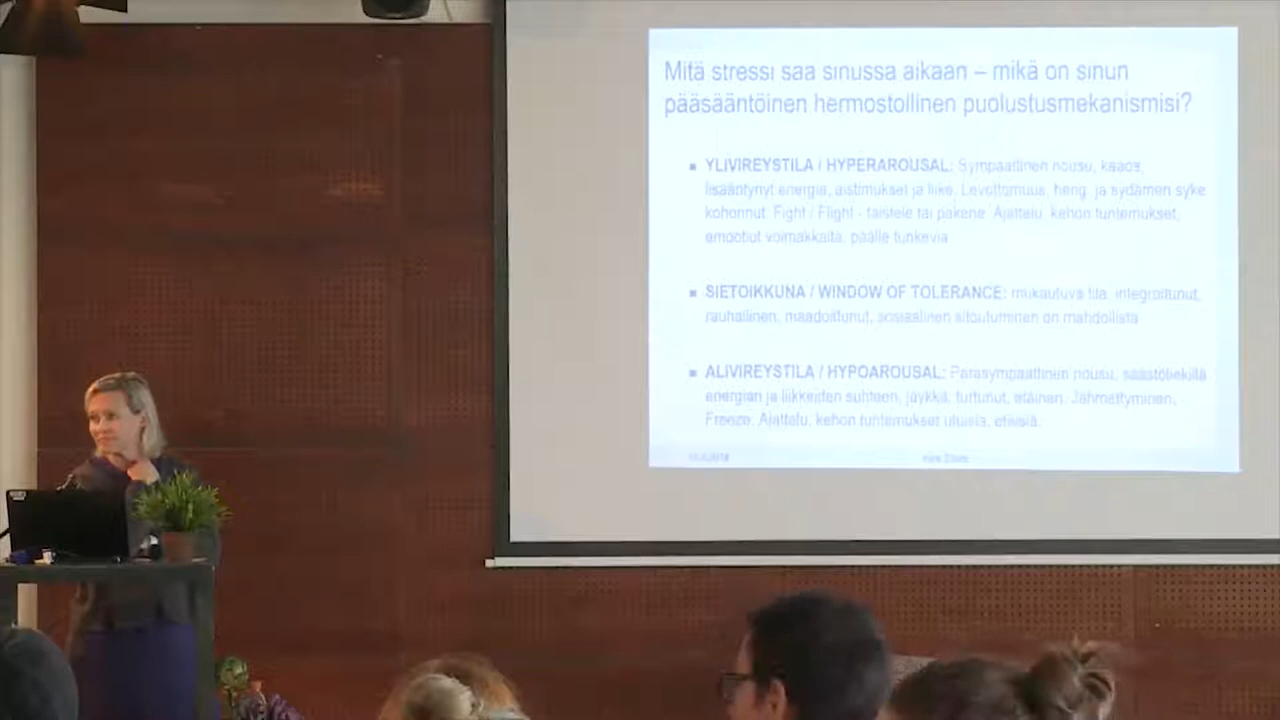 Mitä stressi saa sinussa aikaan – mikä on sinun
pääsääntöinen hermostollinen puolustusmekanismisi?
YLIVIREYSTILA / HYPERAROUSAL: Sympaattinen nousu, kaaos,
lisääntynyt energia, aistimukset ja liike. Levottomuus, heng. ja sydämen syke
kohonnut. Fight / Flight - taistele tai pakene. Ajattelu, kehon tuntemukset,
emootiot voimakkaita, päälle tunkevia
SIETOIKKUNA / WINDOW OF TOLERANCE: mukautuva tila, integroitunut,
rauhallinen, maadoittunut, sosiaalinen sitoutuminen on mahdollista
ALIVIREYSTILA / HYPOAROUSAL: Parasympaattinen nousu, säästöliekillä
energian ja liikkeiden suhteen, jäykkä, turtunut, etäinen. Jähmettyminen,
Freeze. Ajattelu, kehon tuntemukset utuisia, etäisiä.